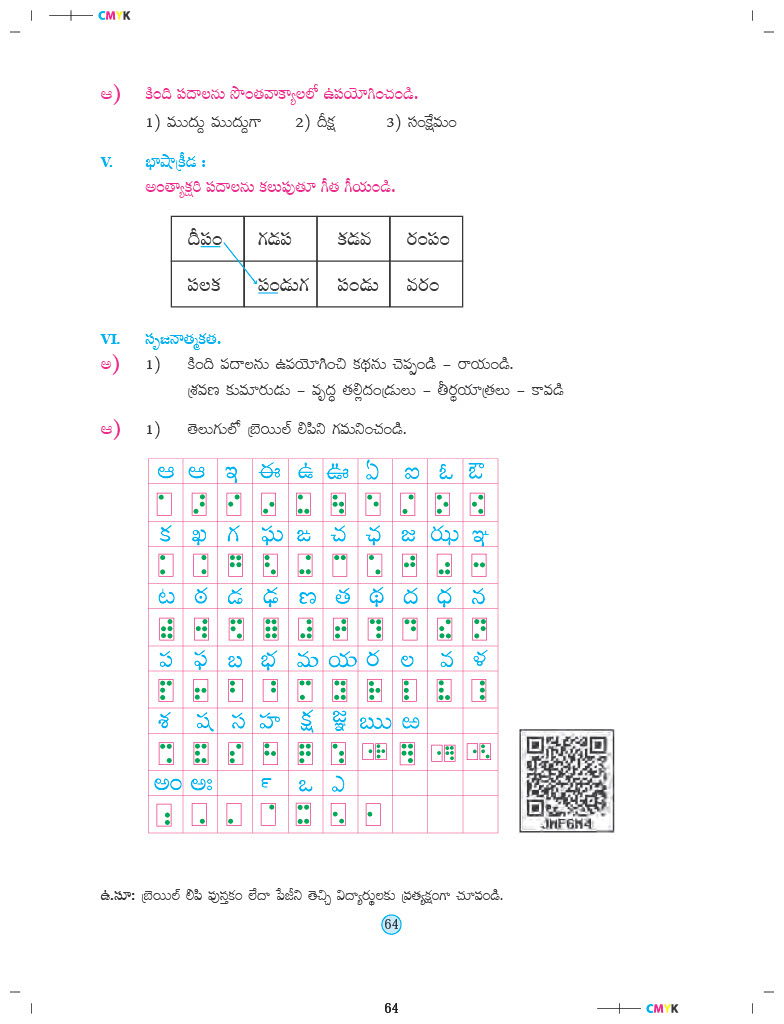 CMYK
ఆ) కింది పదాలను సొంతవాక్యాలలో ఉపయోగించండి.
1) ముద్దు ముద్దుగా 2) దీక్ష 3) సంక్షేమం
V. భాషాక్రీడ :
అంత్యాక్షరి పదాలను కలుపుతూ గీత గీయండి.
దీపం గడప కడవ రంపం
పలక పండుగ పండు వరం
VI. సృజనాత్మకత.
అ) 1) కింది పదాలను ఉపయోగించి కథను చెప్పండి – రాయండి.
శ్రవణ కుమారుడు – వృద్ధ తల్లిదండ్రులు – తీర్థయాత్రలు – కావడి
ఆ) 1) తెలుగులో బ్రెయిల్ లిపిని గమనించండి.
ఆ ఆ ఇ ఈ ఉ ఊ ఏ ఐ ఓ ఔ
క ఖ గ ఘ ఙ చ ఛ జ ఝ ఞ
ట ఠ డ ఢ ణ త థ ద ధ న
ప ఫ బ భ మ య ర ల వ ళ
శ ష స హ క్ష జ్ఞ ఋ ఱ
అం అః ఽ ఒ ఎ
JWF6M4
ఉ.సూ: బ్రెయిల్ లిపి పుస్తకం లేదా పేజీని తెచ్చి విద్యార్థులకు ప్రత్యక్షంగా చూపండి.
64
64
CMYK